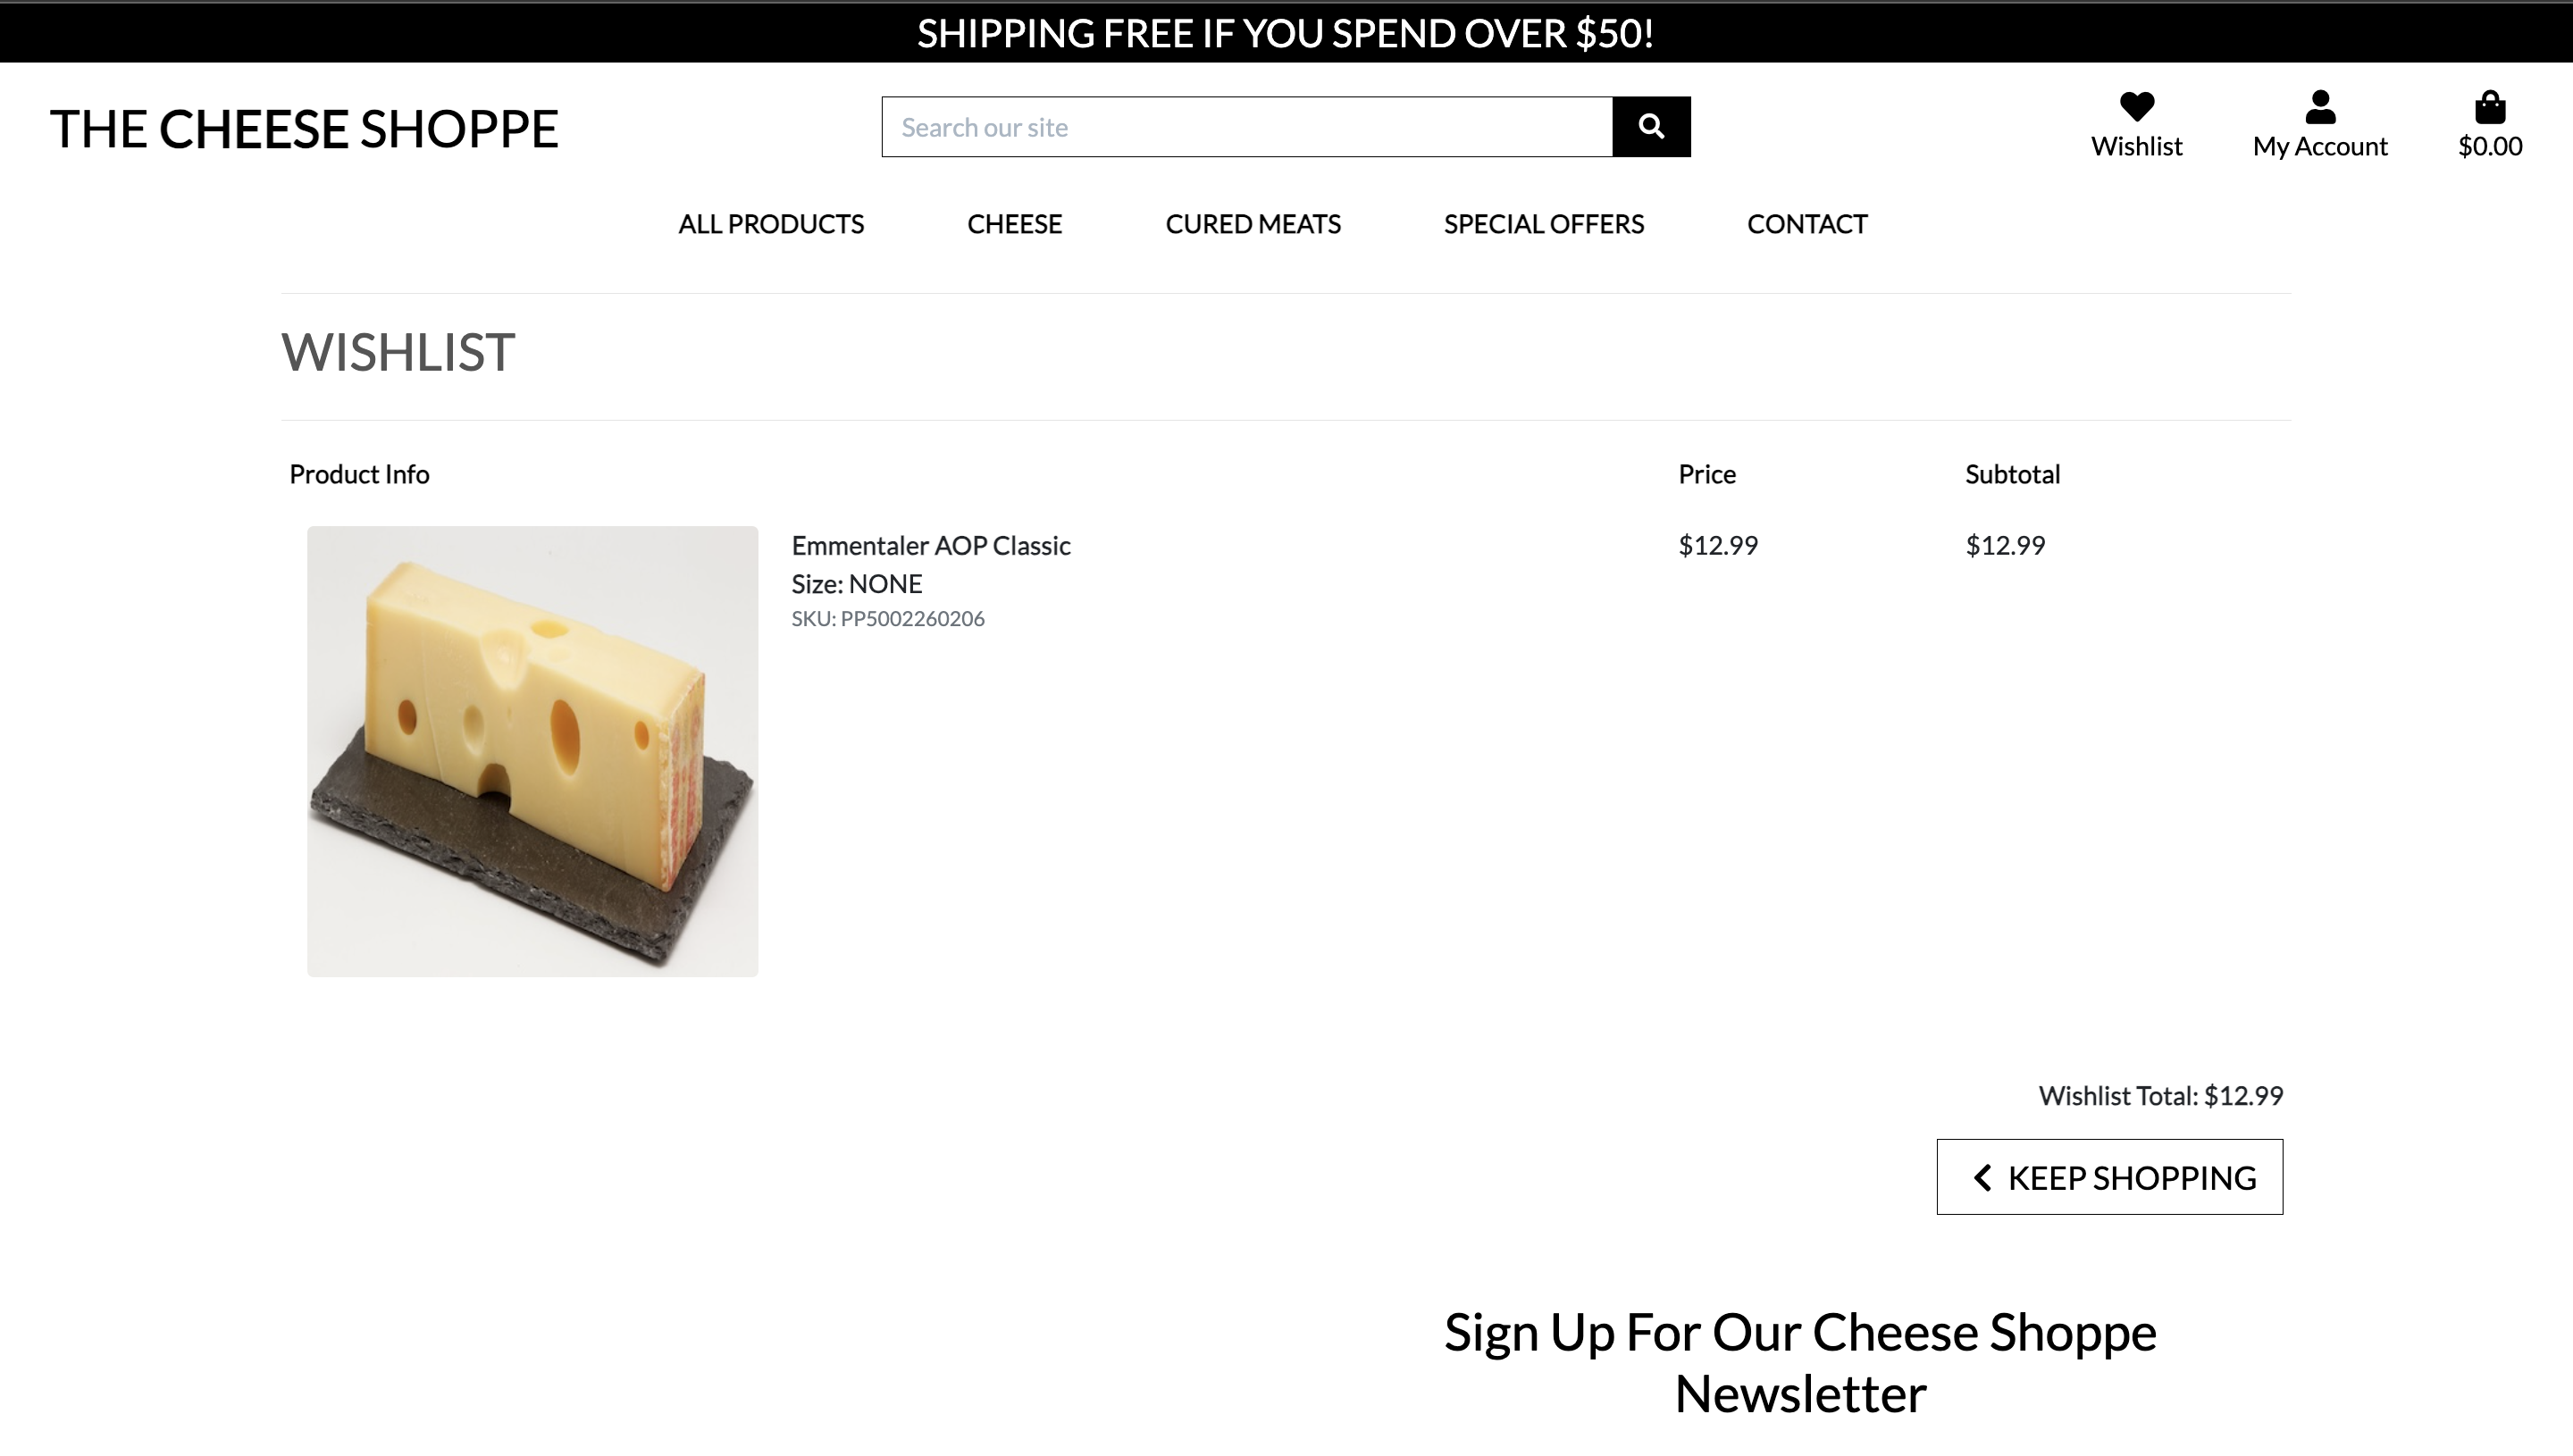 SHIPPING FREE IF YOU SPEND OVER $50!
THE CHEESE SHOPPE
Search our site
Wishlist
My Account
$0.00
ALL PRODUCTS
CHEESE
CURED MEATS
SPECIAL OFFERS
CONTACT
WISHLIST
Product Info
Price
Subtotal
Emmentaler AOP Classic
$12.99
$12.99
Size: NONE
SKU: PP5002260206
Wishlist Total: $12.99
KEEP SHOPPING
Sign Up For Our Cheese Shoppe
Newsletter